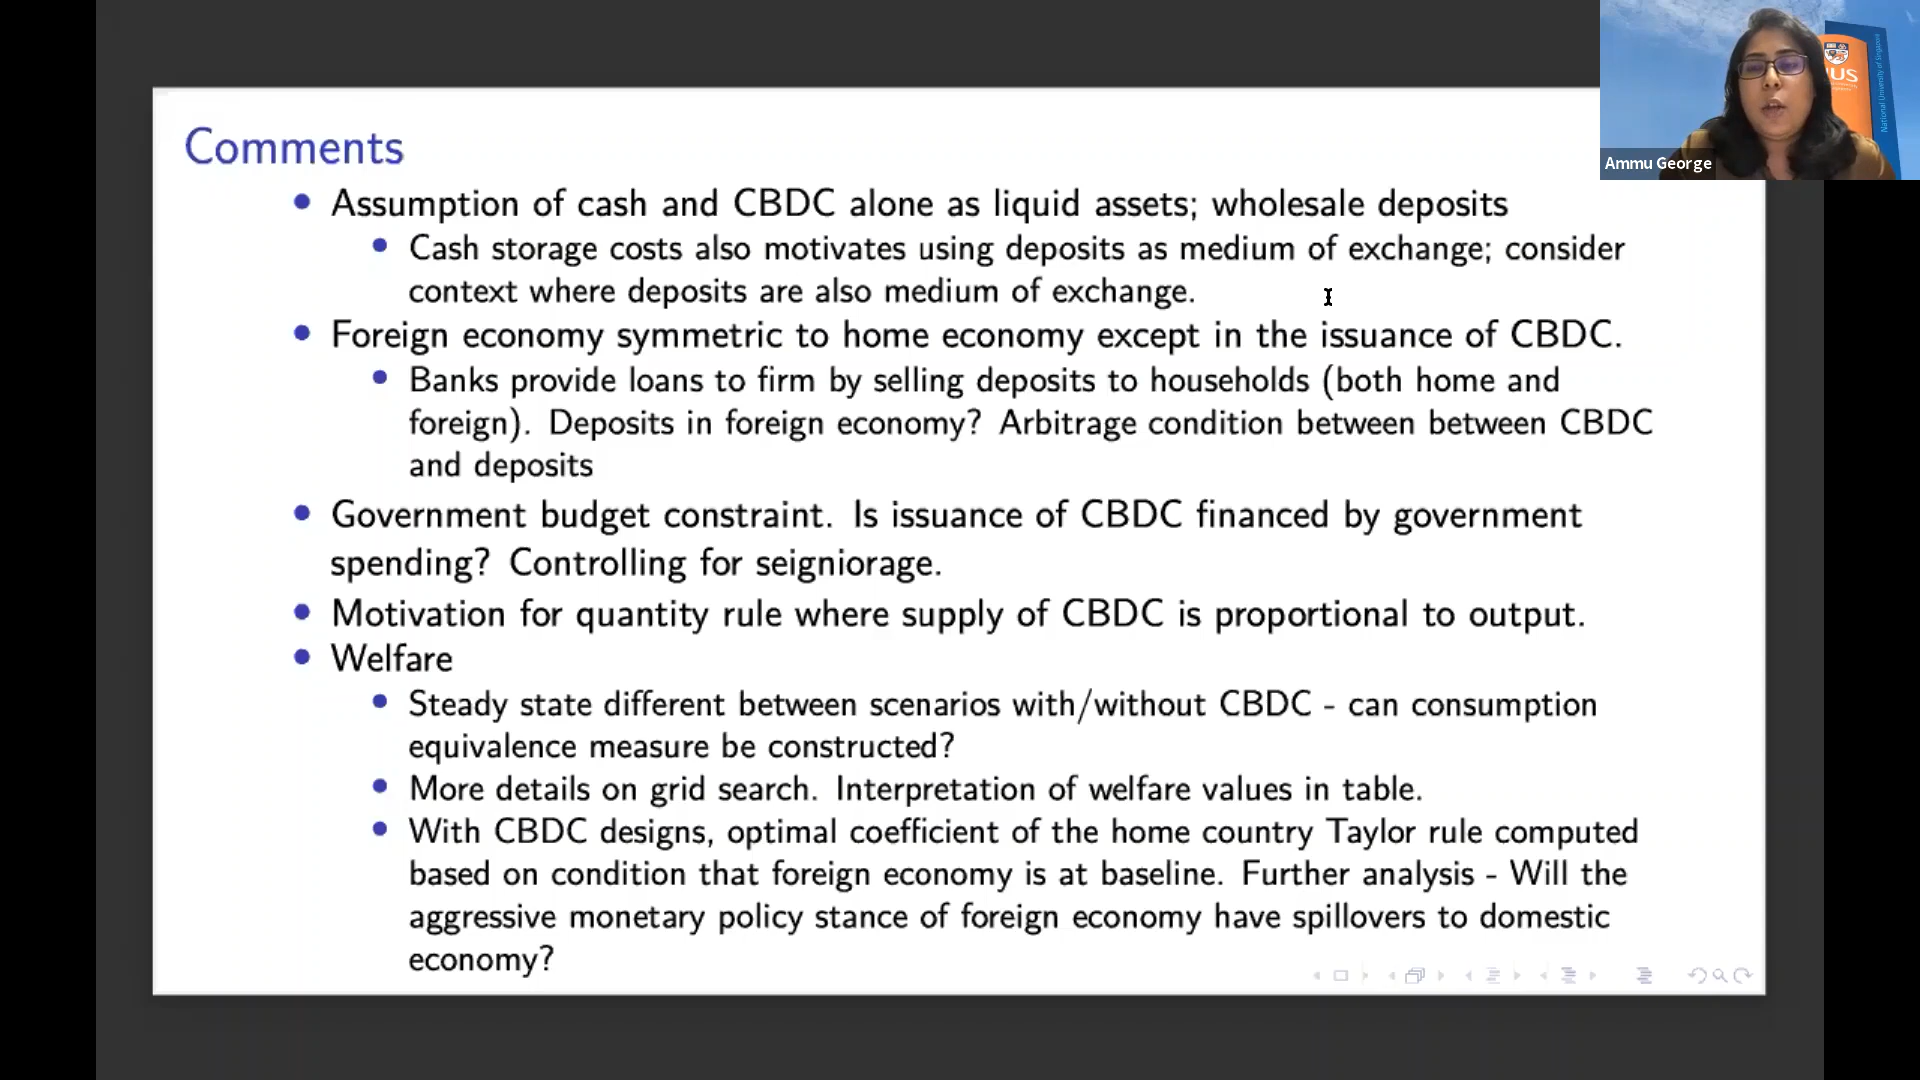 Comments
Assumption of cash and CBDC alone as liquid assets; wholesale deposits
Cash storage costs also motivates using deposits as medium of exchange; consider
context where deposits are also medium of exchange.
Foreign economy symmetric to home economy except in the issuance of CBDC.
Banks provide loans to firm by selling deposits to households (both home and
foreign). Deposits in foreign economy? Arbitrage condition between between CBDC
and deposits
Government budget constraint. Is issuance of CBDC financed by government
spending? Controlling for seigniorage.
Motivation for quantity rule where supply of CBDC is proportional to output.
Welfare
Steady state different between scenarios with/without CBDC - can consumption
equivalence measure be constructed?
More details on grid search. Interpretation of welfare values in table.
With CBDC designs, optimal coefficient of the home country Taylor rule computed
based on condition that foreign economy is at baseline. Further analysis - Will the
aggressive monetary policy stance of foreign economy have spillovers to domestic
economy?
Ammu George
National University of Singapore